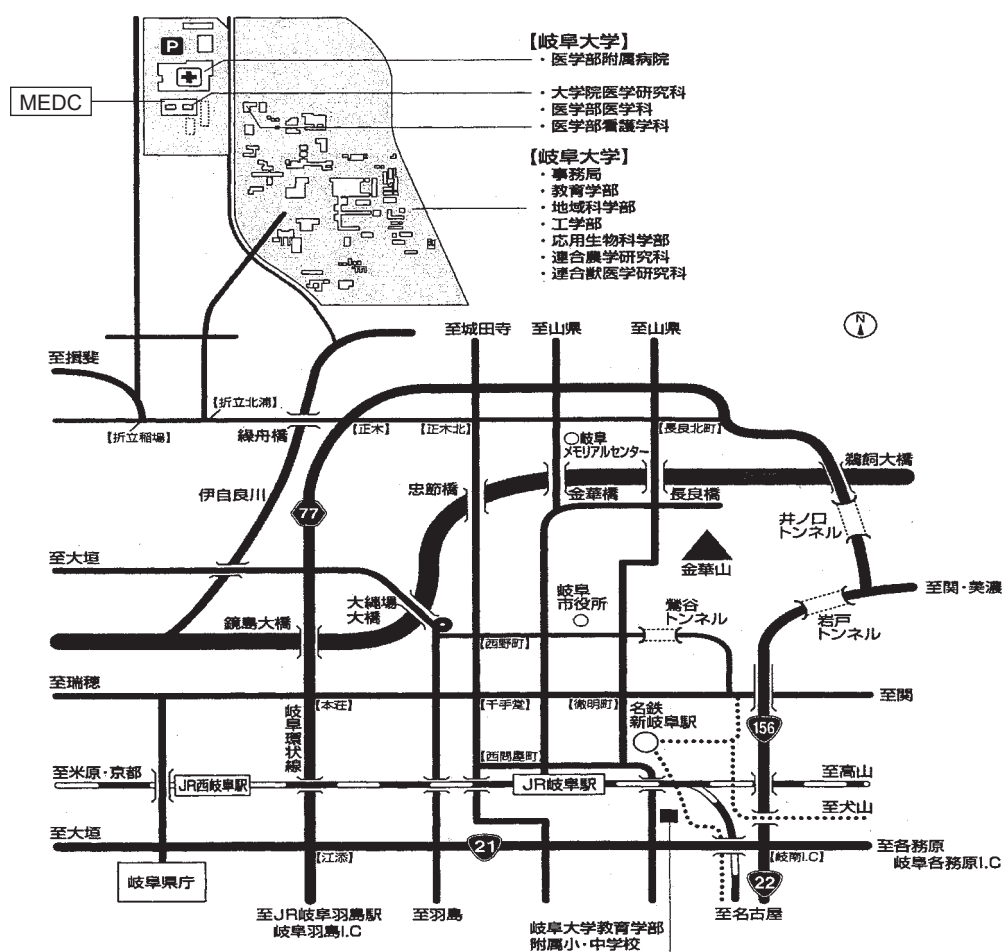 【岐阜大学】
・医学部附属病院
P
MEDC
・大学院医学研究科
・医学部医学科
・医学部看護学科
【岐阜大学】
・事務局
・教育学部
・地域科学部
・工学部
・応用生物科学部
・連合農学研究科
・連合獣医学研究科
N
至城田寺
至山県
至山県
至揖斐
【折立北浦】
【折立稲場】
繰舟橋
【正木】
【正木北】
【長良北町】
岐阜
メモリアルセンター
鵜飼大橋
伊自良川
忠節橋
金華橋
長良橋
77
井ノ口
トンネル
至大垣
金華山
至関・美濃
大縄場
大橋
岐阜
市役所
鶯谷
トンネル
岩戸
トンネル
鏡島大橋
【西野町】
至瑞穂
至関
【本荘】
【千手堂】
【徹明町】
名鉄
新岐阜駅
岐阜環状線
156
【西問屋町】
至米原・京都
JR西岐阜駅
JR岐阜駅
至高山
至犬山
至大垣
21
至各務原
岐阜各務原I.C
【江添】
【岐南I.C】
岐阜県庁
22
至JR岐阜羽島駅
岐阜羽島I.C
至羽島
岐阜大学教育学部
附属小・中学校
至名古屋